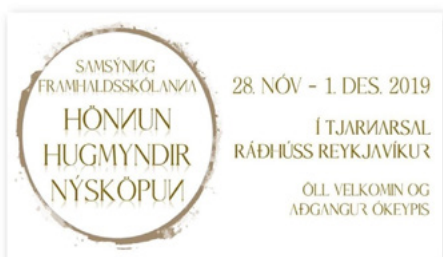 SAMSÝNING
FRAMHALDSSKÓLANNA
HÖNNUN
HUGMYNDIR
NÝSKÖPUN
28. NÓV - 1. DES. 2019
Í TJARNARSAL
RÁÐHÚSS REYKJAVÍKUR
ÖLL VELKOMIN OG
AÐGANGUR ÓKEYPIS